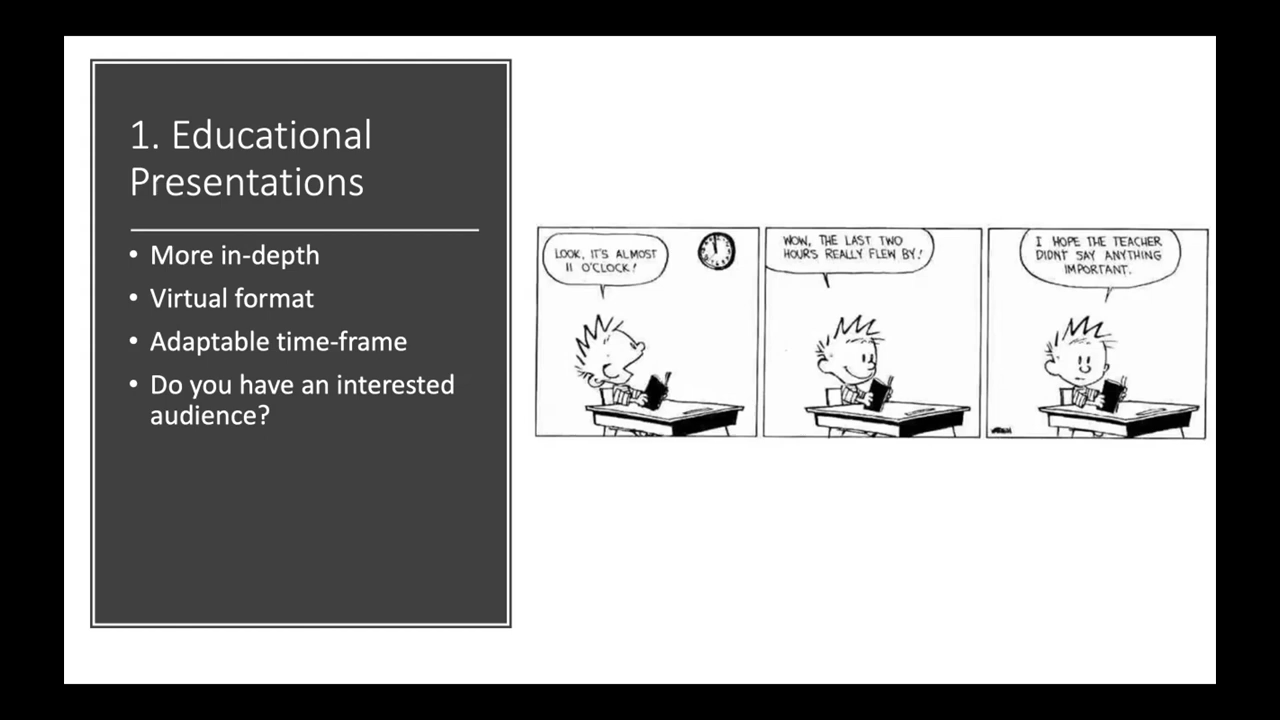 1. Educational
Presentations
• More in-depth
• Virtual format
• Adaptable time-frame
• Do you have an interested
audience?
LOOK, IT'S ALMOST
11 O'CLOCK!
WOW, THE LAST TWO
HOURS REALLY FLEW BY!
I HOPE THE TEACHER
DIDN'T SAY ANYTHING
IMPORTANT.